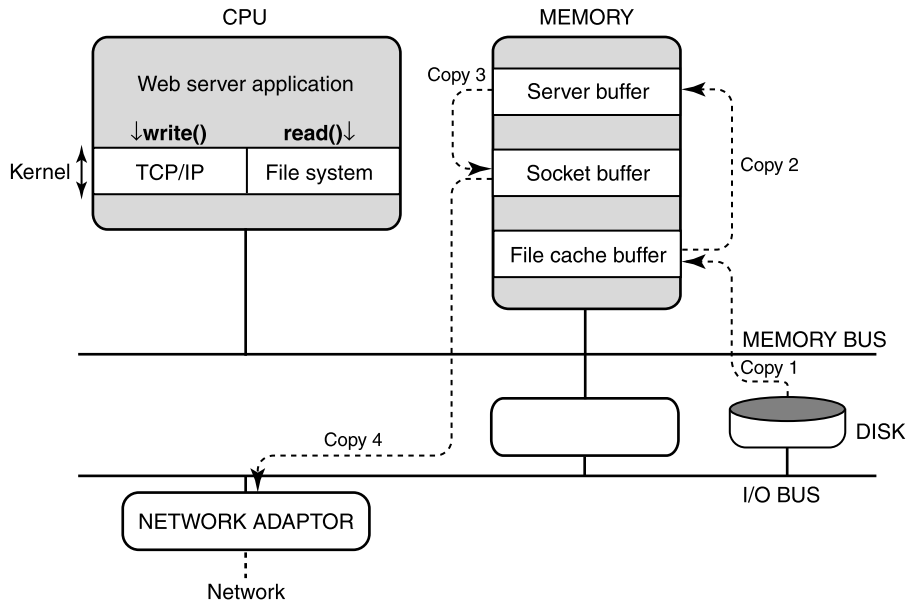 CPU
MEMORY
Web server application
↓write()
read()↓
Kernel
TCP/IP
File system
Copy 3
Server buffer
Socket buffer
File cache buffer
Copy 2
MEMORY BUS
Copy 1
DISK
Copy 4
I/O BUS
NETWORK ADAPTOR
Network